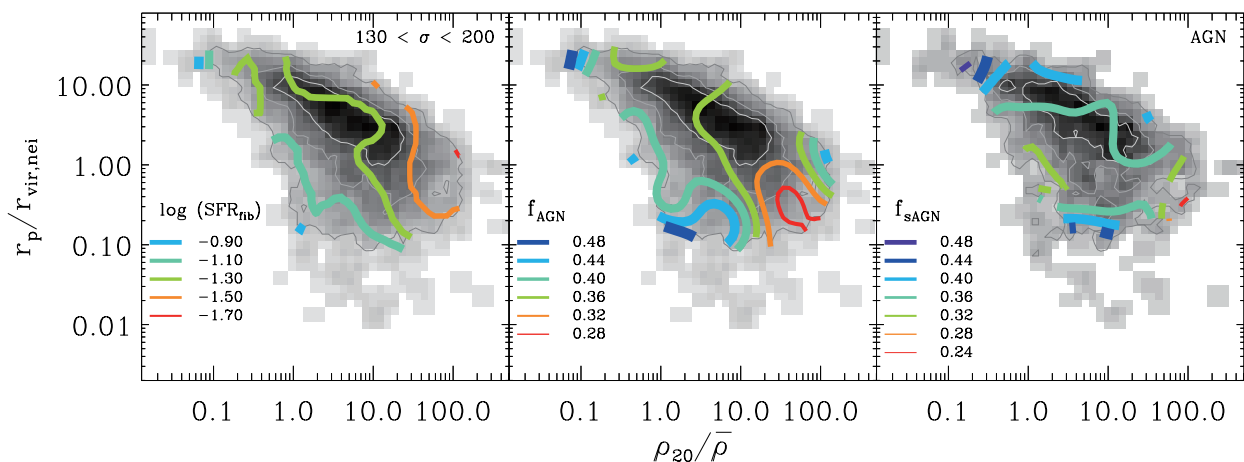 130 < σ < 200
AGN
r_p/r_vir,nei
10.00
1.00
0.10
0.01
log (SFR_fib)
−0.90
−1.10
−1.30
−1.50
−1.70
f_AGN
0.48
0.44
0.40
0.36
0.32
0.28
f_sAGN
0.48
0.44
0.40
0.36
0.32
0.28
0.24
0.1 1.0 10.0 100.0
0.1 1.0 10.0 100.0
0.1 1.0 10.0 100.0
ρ_20/ρ̄